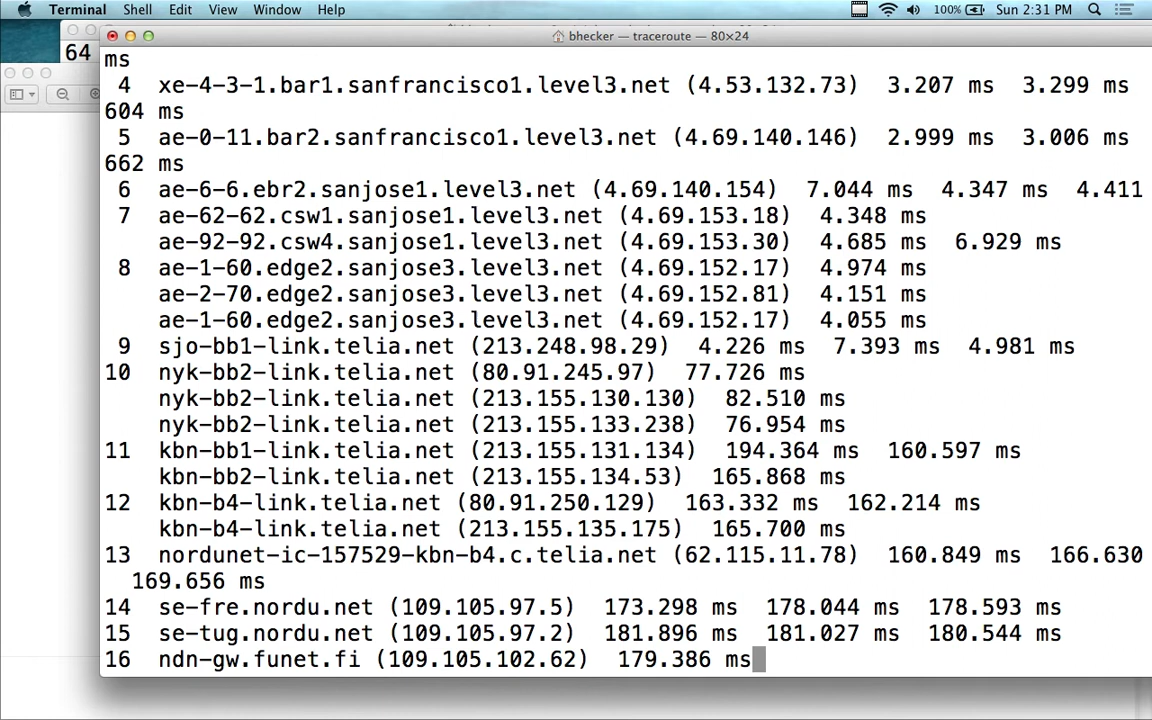 Terminal Shell Edit View Window Help 100% Sun 2:31 PM
bhecker — traceroute — 80×24
64
ms
4 xe-4-3-1.bar1.sanfrancisco1.level3.net (4.53.132.73) 3.207 ms 3.299 ms
604 ms
5 ae-0-11.bar2.sanfrancisco1.level3.net (4.69.140.146) 2.999 ms 3.006 ms
662 ms
6 ae-6-6.ebr2.sanjose1.level3.net (4.69.140.154) 7.044 ms 4.347 ms 4.411
7 ae-62-62.csw1.sanjose1.level3.net (4.69.153.18) 4.348 ms
ae-92-92.csw4.sanjose1.level3.net (4.69.153.30) 4.685 ms 6.929 ms
8 ae-1-60.edge2.sanjose3.level3.net (4.69.152.17) 4.974 ms
ae-2-70.edge2.sanjose3.level3.net (4.69.152.81) 4.151 ms
ae-1-60.edge2.sanjose3.level3.net (4.69.152.17) 4.055 ms
9 sjo-bb1-link.telia.net (213.248.98.29) 4.226 ms 7.393 ms 4.981 ms
10 nyk-bb2-link.telia.net (80.91.245.97) 77.726 ms
nyk-bb2-link.telia.net (213.155.130.130) 82.510 ms
nyk-bb2-link.telia.net (213.155.133.238) 76.954 ms
11 kbn-bb1-link.telia.net (213.155.131.134) 194.364 ms 160.597 ms
kbn-bb2-link.telia.net (213.155.134.53) 165.868 ms
12 kbn-b4-link.telia.net (80.91.250.129) 163.332 ms 162.214 ms
kbn-b4-link.telia.net (213.155.135.175) 165.700 ms
13 nordunet-ic-157529-kbn-b4.c.telia.net (62.115.11.78) 160.849 ms 166.630
169.656 ms
14 se-fre.nordu.net (109.105.97.5) 173.298 ms 178.044 ms 178.593 ms
15 se-tug.nordu.net (109.105.97.2) 181.896 ms 181.027 ms 180.544 ms
16 ndn-gw.funet.fi (109.105.102.62) 179.386 ms